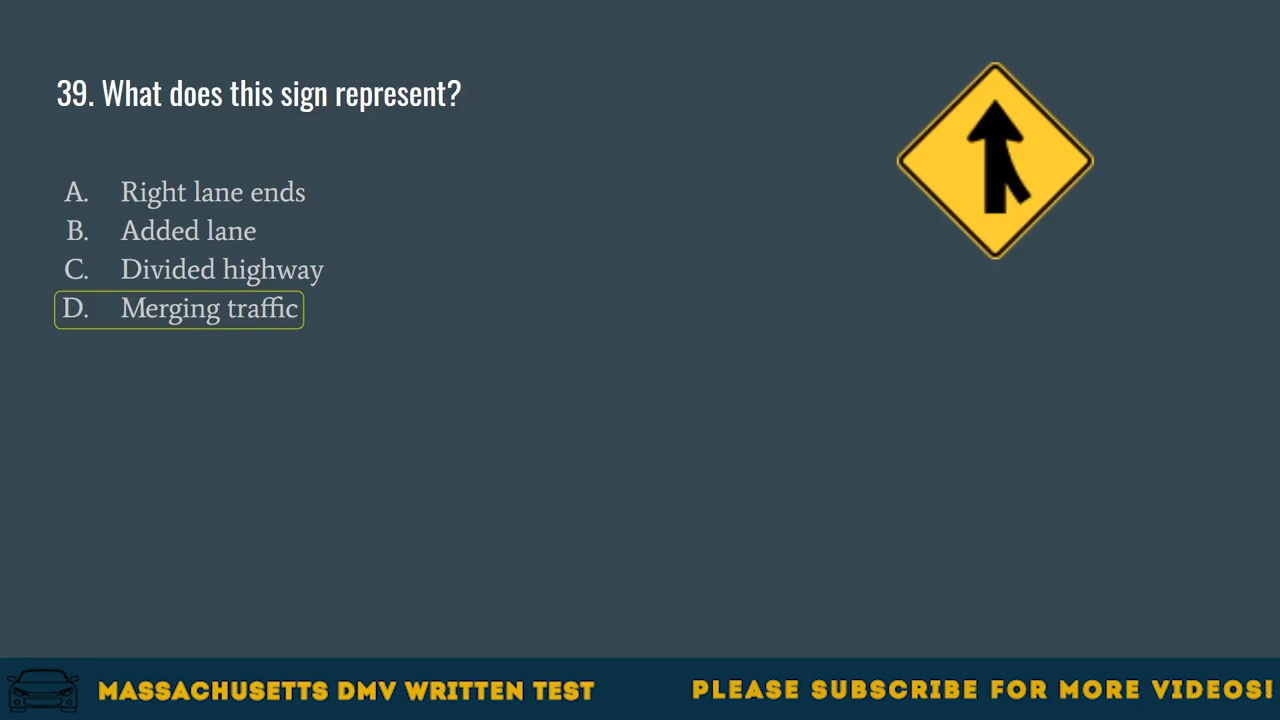 39. What does this sign represent?
A. Right lane ends
B. Added lane
C. Divided highway
D. Merging traffic
MASSACHUSETTS DMV WRITTEN TEST
PLEASE SUBSCRIBE FOR MORE VIDEOS!